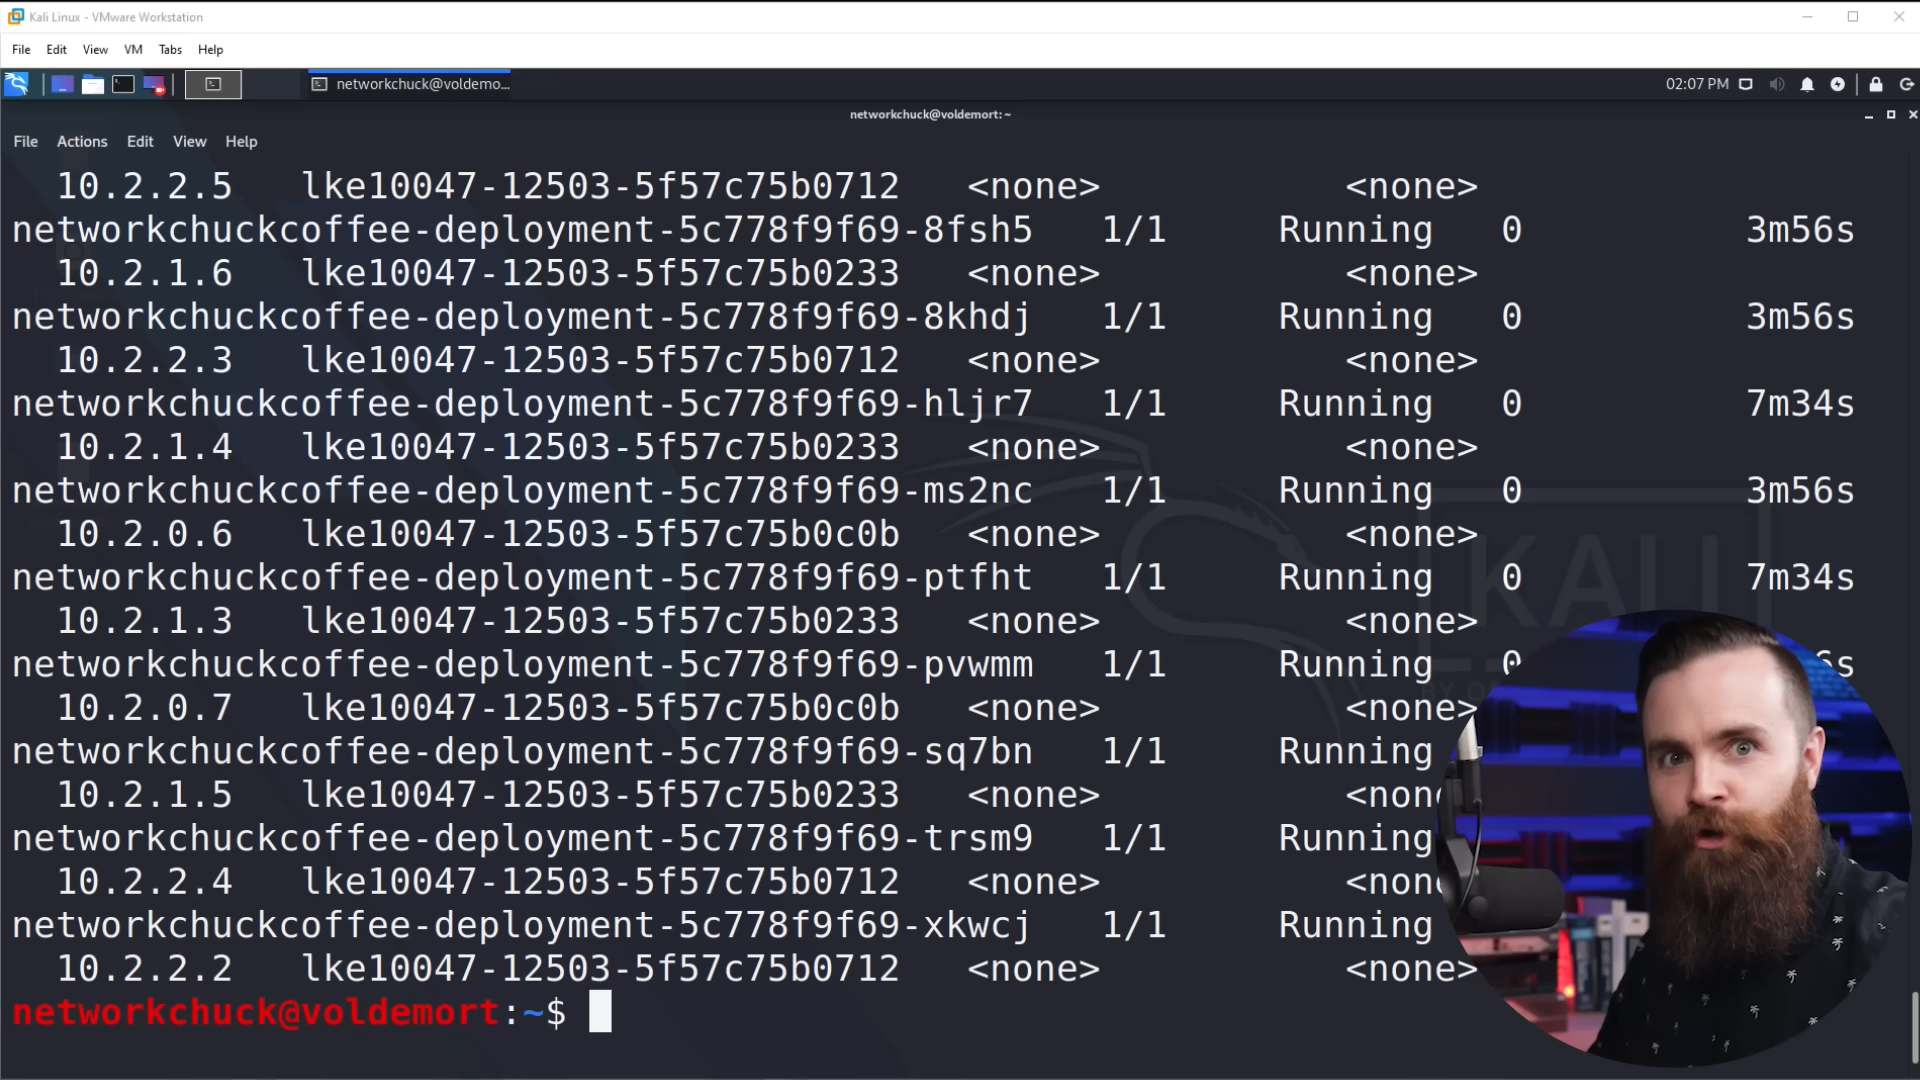 Kali Linux - VMware Workstation
File Edit View VM Tabs Help
networkchuck@voldemo... 02:07 PM
networkchuck@voldemort: ~
File Actions Edit View Help
10.2.2.5 lke10047-12503-5f57c75b0712 <none> <none>
networkchuckcoffee-deployment-5c778f9f69-8fsh5 1/1 Running 0 3m56s
10.2.1.6 lke10047-12503-5f57c75b0233 <none> <none>
networkchuckcoffee-deployment-5c778f9f69-8khdj 1/1 Running 0 3m56s
10.2.2.3 lke10047-12503-5f57c75b0712 <none> <none>
networkchuckcoffee-deployment-5c778f9f69-hljr7 1/1 Running 0 7m34s
10.2.1.4 lke10047-12503-5f57c75b0233 <none> <none>
networkchuckcoffee-deployment-5c778f9f69-ms2nc 1/1 Running 0 3m56s
10.2.0.6 lke10047-12503-5f57c75b0c0b <none> <none>
networkchuckcoffee-deployment-5c778f9f69-ptfht 1/1 Running 0 7m34s
10.2.1.3 lke10047-12503-5f57c75b0233 <none> <none>
networkchuckcoffee-deployment-5c778f9f69-pvwmm 1/1 Running 0
10.2.0.7 lke10047-12503-5f57c75b0c0b <none> <none>
networkchuckcoffee-deployment-5c778f9f69-sq7bn 1/1 Running
10.2.1.5 lke10047-12503-5f57c75b0233 <none>
networkchuckcoffee-deployment-5c778f9f69-trsm9 1/1 Running
10.2.2.4 lke10047-12503-5f57c75b0712 <none>
networkchuckcoffee-deployment-5c778f9f69-xkwcj 1/1 Running
10.2.2.2 lke10047-12503-5f57c75b0712 <none> <none>
networkchuck@voldemort:~$
KALI